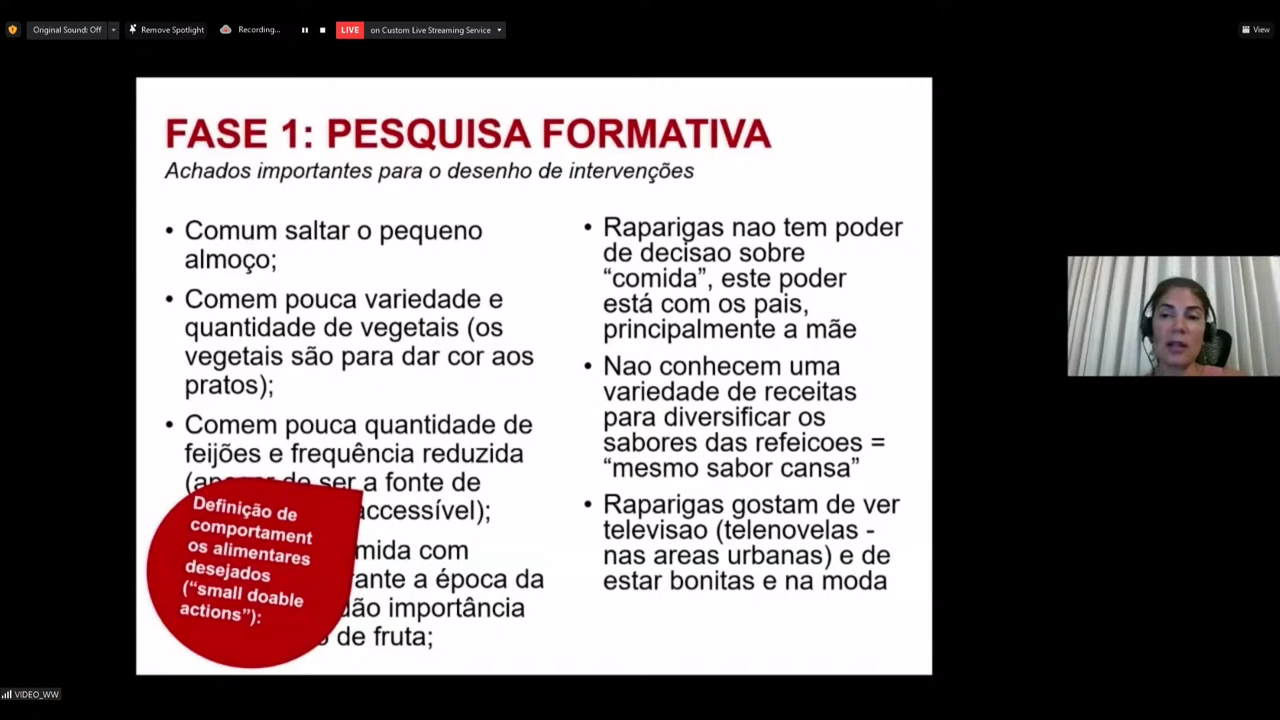 Original Sound: Off
Remove Spotlight
Recording...
LIVE
on Custom Live Streaming Service
View
FASE 1: PESQUISA FORMATIVA
Achados importantes para o desenho de intervenções
• Comum saltar o pequeno
almoço;
• Comem pouca variedade e
quantidade de vegetais (os
vegetais são para dar cor aos
pratos);
• Comem pouca quantidade de
feijões e frequência reduzida
ser a fonte de
accessível);
com
a época da
dão importância
de fruta;
Definição de
comportament
os alimentares
desejados
(“small doable
actions”):
• Raparigas nao tem poder
de decisao sobre
“comida”, este poder
está com os pais,
principalmente a mãe
• Nao conhecem uma
variedade de receitas
para diversificar os
sabores das refeicoes =
“mesmo sabor cansa”
• Raparigas gostam de ver
televisao (telenovelas -
nas areas urbanas) e de
estar bonitas e na moda
VIDEO_WW